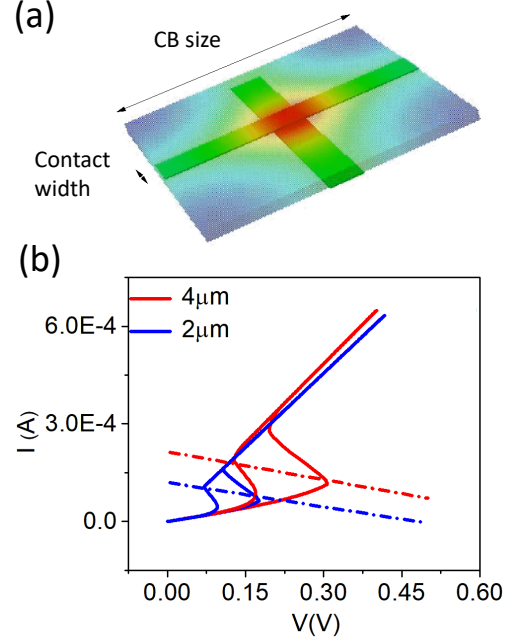 (a)
CB size
Contact
width
(b)
4μm
2μm
6.0E-4
3.0E-4
0.0
I (A)
0.00 0.15 0.30 0.45 0.60
V(V)